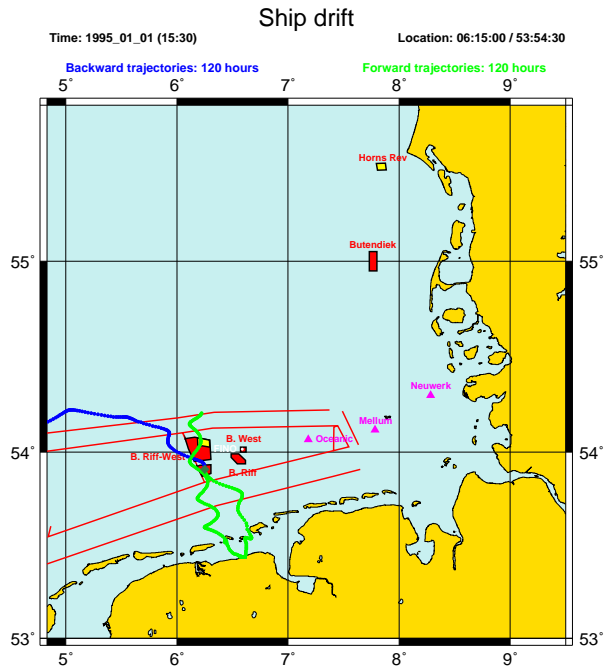 Ship drift
Time: 1995_01_01 (15:30) Location: 06:15:00 / 53:54:30
Backward trajectories: 120 hours Forward trajectories: 120 hours
5° 6° 7° 8° 9°
Horns Rev
Butendiek
55° 55°
Neuwerk
Mellum
B. West Oceanic
54° 54°
B. Riff-West
B. Riff
53° 53°
5° 6° 7° 8° 9°